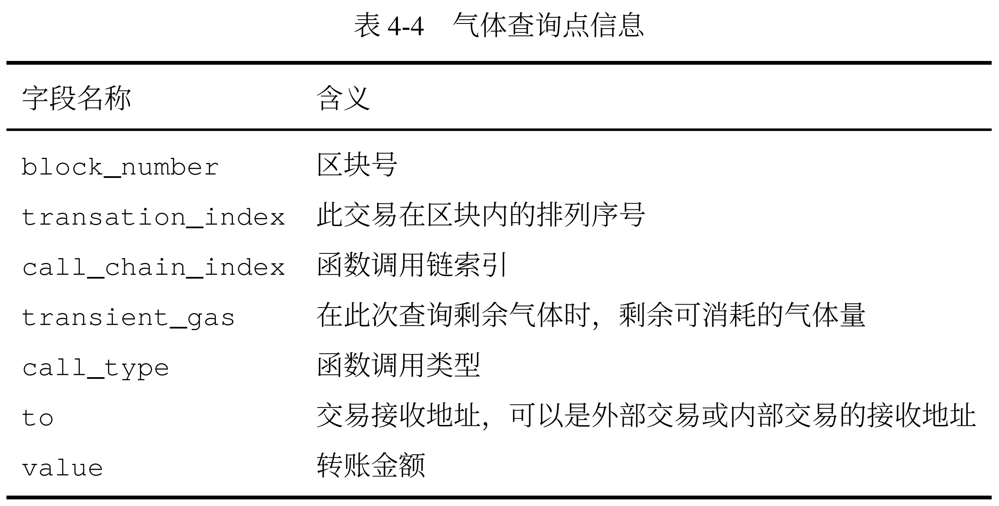 表 4-4 气体查询点信息
字段名称 含义
block_number 区块号
transation_index 此交易在区块内的排列序号
call_chain_index 函数调用链索引
transient_gas 在此次查询剩余气体时，剩余可消耗的气体量
call_type 函数调用类型
to 交易接收地址，可以是外部交易或内部交易的接收地址
value 转账金额